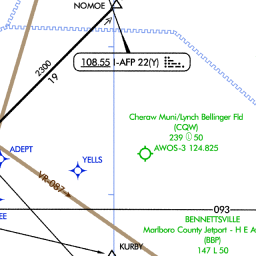 NOMOE
108.55 I-AFP 22(Y)
2300
19
Cheraw Muni/Lynch Bellinger Fld
(CQW)
239 Ⓛ 50
AWOS-3 124.825
ADEPT
YELLS
VR-087
093
EE
BENNETTSVILLE
Marlboro County Jetport - H E A
(BBP)
147 L 50
KURBY